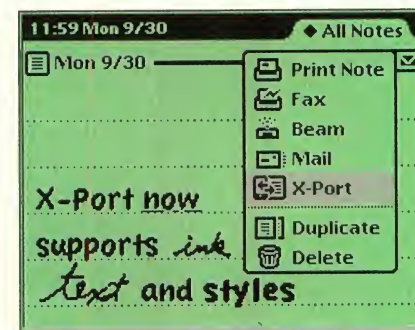 11:59 Mon 9/30
◆ All Notes
Mon 9/30
Print Note
Fax
Beam
Mail
X-Port
Duplicate
Delete
X-Port now
supports ink
text and styles